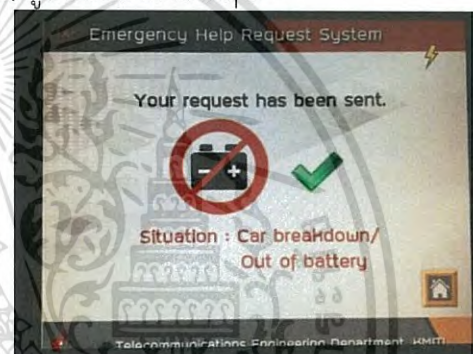 Emergency Help Request System
Your request has been sent.
Situation : Car breakdown/
Out of battery
Telecommunications Engineering Department, KMITL